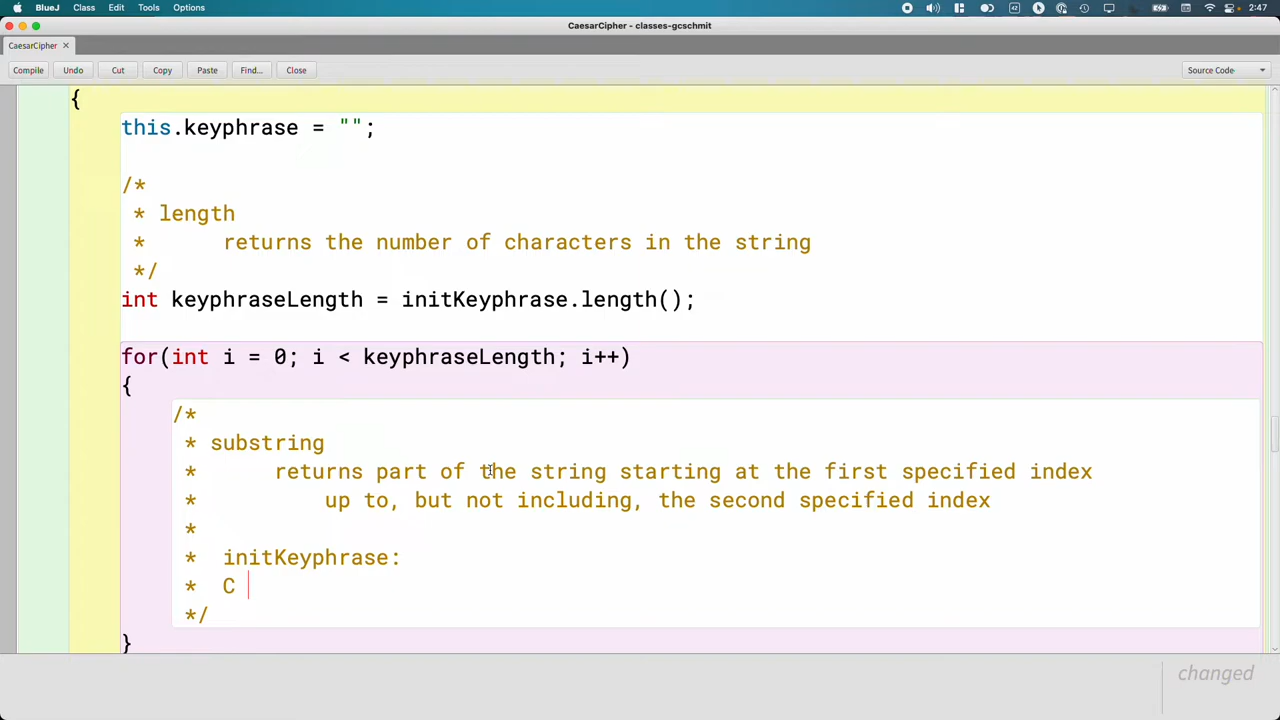 BlueJ Class Edit Tools Options 2:47
CaesarCipher - classes-gcschmit
CaesarCipher ×
Compile Undo Cut Copy Paste Find... Close Source Code
{
this.keyphrase = "";
/*
* length
* returns the number of characters in the string
*/
int keyphraseLength = initKeyphrase.length();
for(int i = 0; i < keyphraseLength; i++)
{
/*
* substring
* returns part of the string starting at the first specified index
* up to, but not including, the second specified index
*
* initKeyphrase:
* C
*/
}
changed